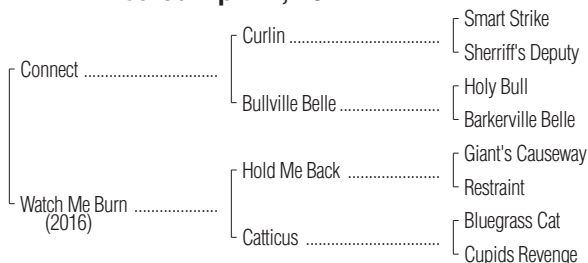 Curlin
Smart Strike
Sherriff's Deputy
Connect
Bullville Belle
Holy Bull
Barkerville Belle
Hold Me Back
Giant's Causeway
Restraint
Watch Me Burn
(2016)
Catticus
Bluegrass Cat
Cupids Revenge